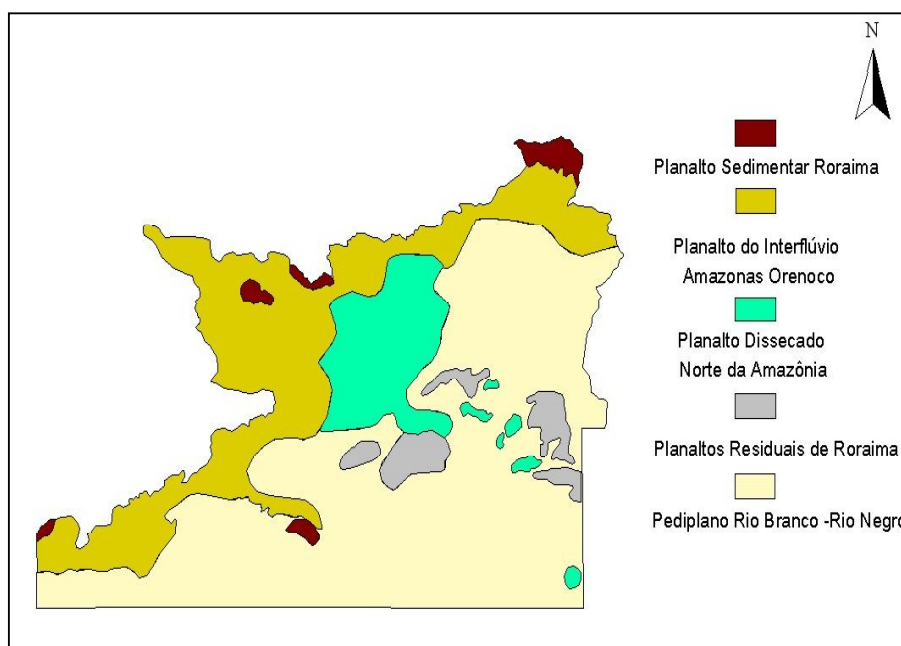 N
Planalto Sedimentar Roraima
Planalto do Interflúvio
Amazonas Orenoco
Planalto Dissecado
Norte da Amazônia
Planaltos Residuais de Roraima
Pediplano Rio Branco -Rio Negro